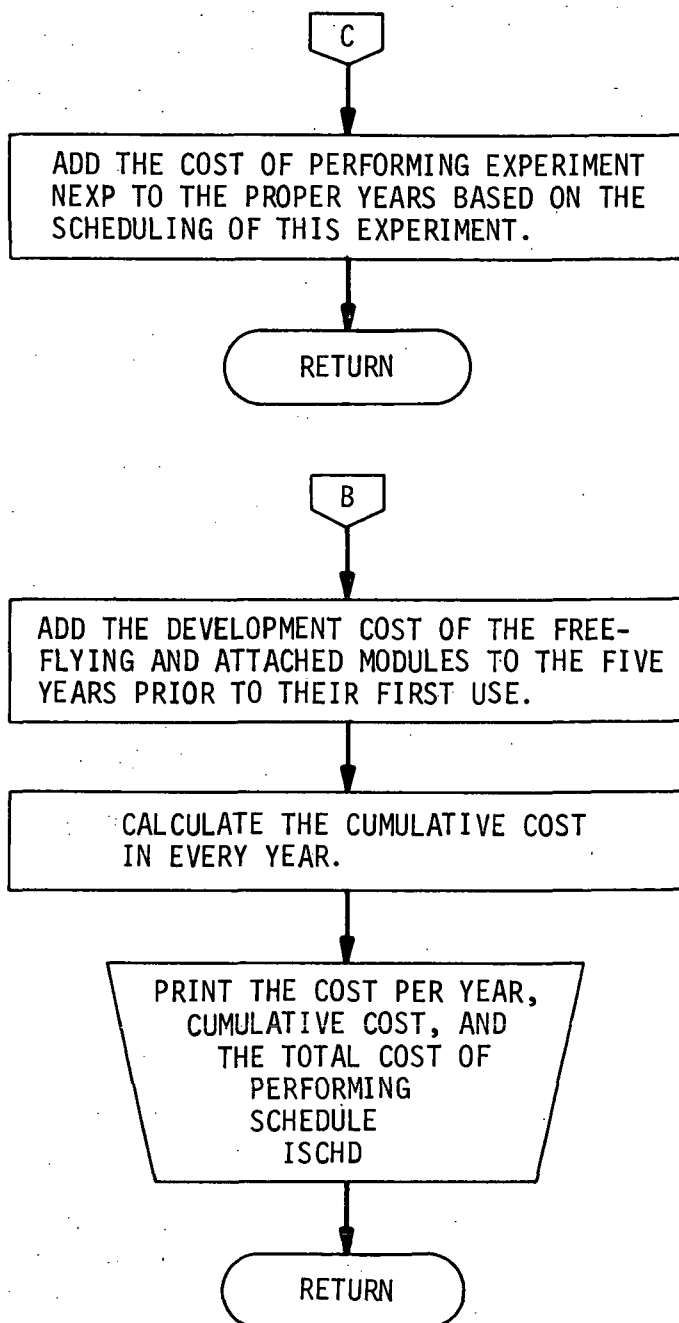 C
ADD THE COST OF PERFORMING EXPERIMENT
NEXP TO THE PROPER YEARS BASED ON THE
SCHEDULING OF THIS EXPERIMENT.
RETURN
B
ADD THE DEVELOPMENT COST OF THE FREE-
FLYING AND ATTACHED MODULES TO THE FIVE
YEARS PRIOR TO THEIR FIRST USE.
CALCULATE THE CUMULATIVE COST
IN EVERY YEAR.
PRINT THE COST PER YEAR,
CUMULATIVE COST, AND
THE TOTAL COST OF
PERFORMING
SCHEDULE
ISCHD
RETURN